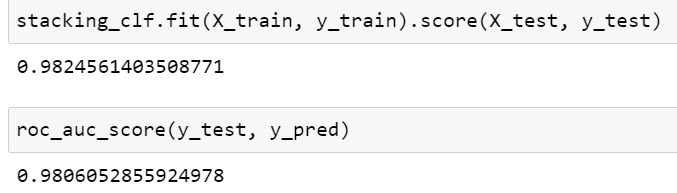 stacking_clf.fit(X_train, y_train).score(X_test, y_test)
0.9824561403508771
roc_auc_score(y_test, y_pred)
0.9806052855924978